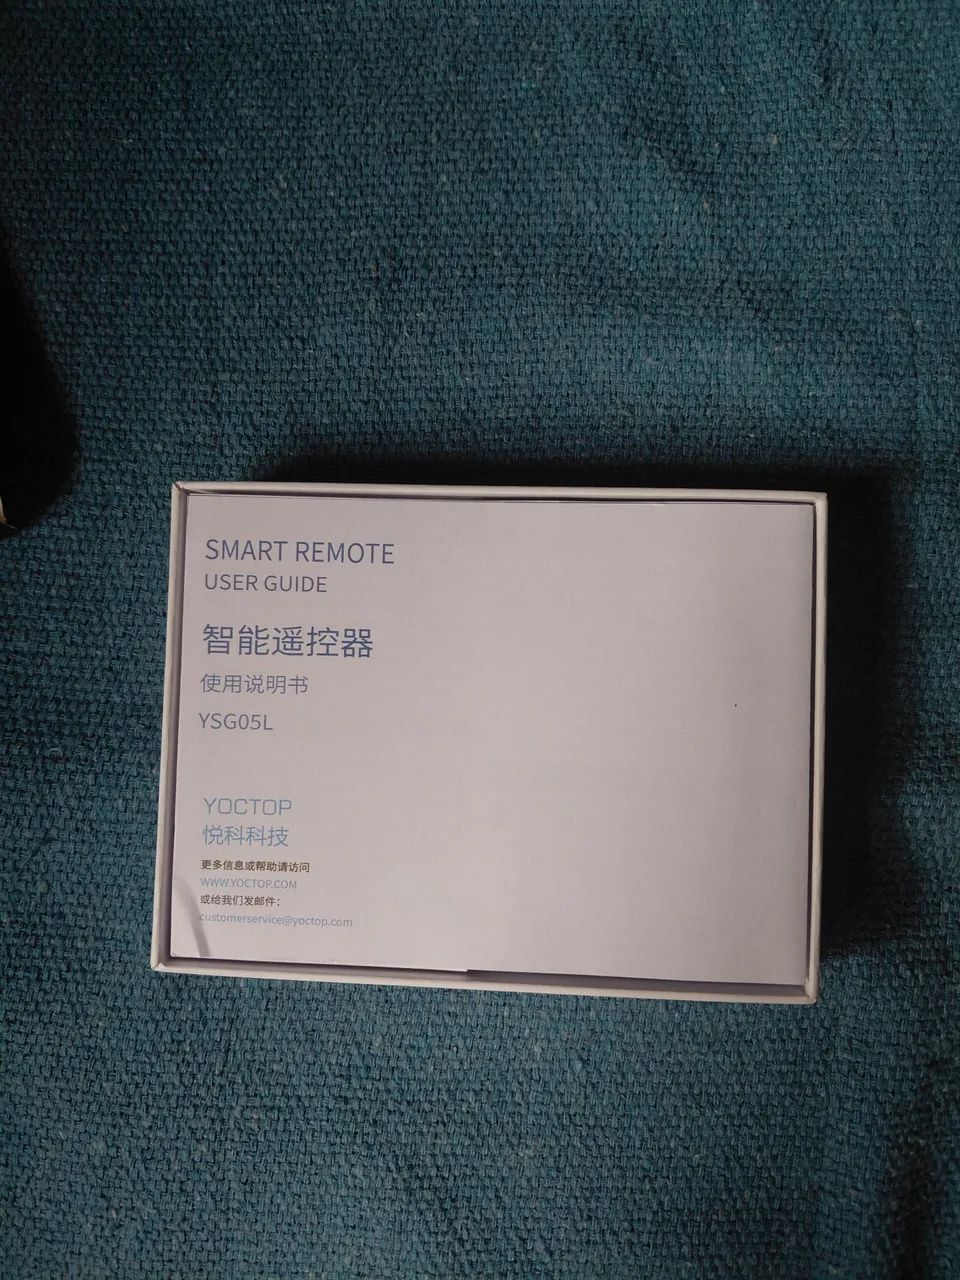 SMART REMOTE
USER GUIDE
智能遥控器
使用说明书
YSG05L
YOCTOP
悦科科技
更多信息或帮助请访问
WWW.YOCTOP.COM
或给我们发邮件：
customerservice@yoctop.com